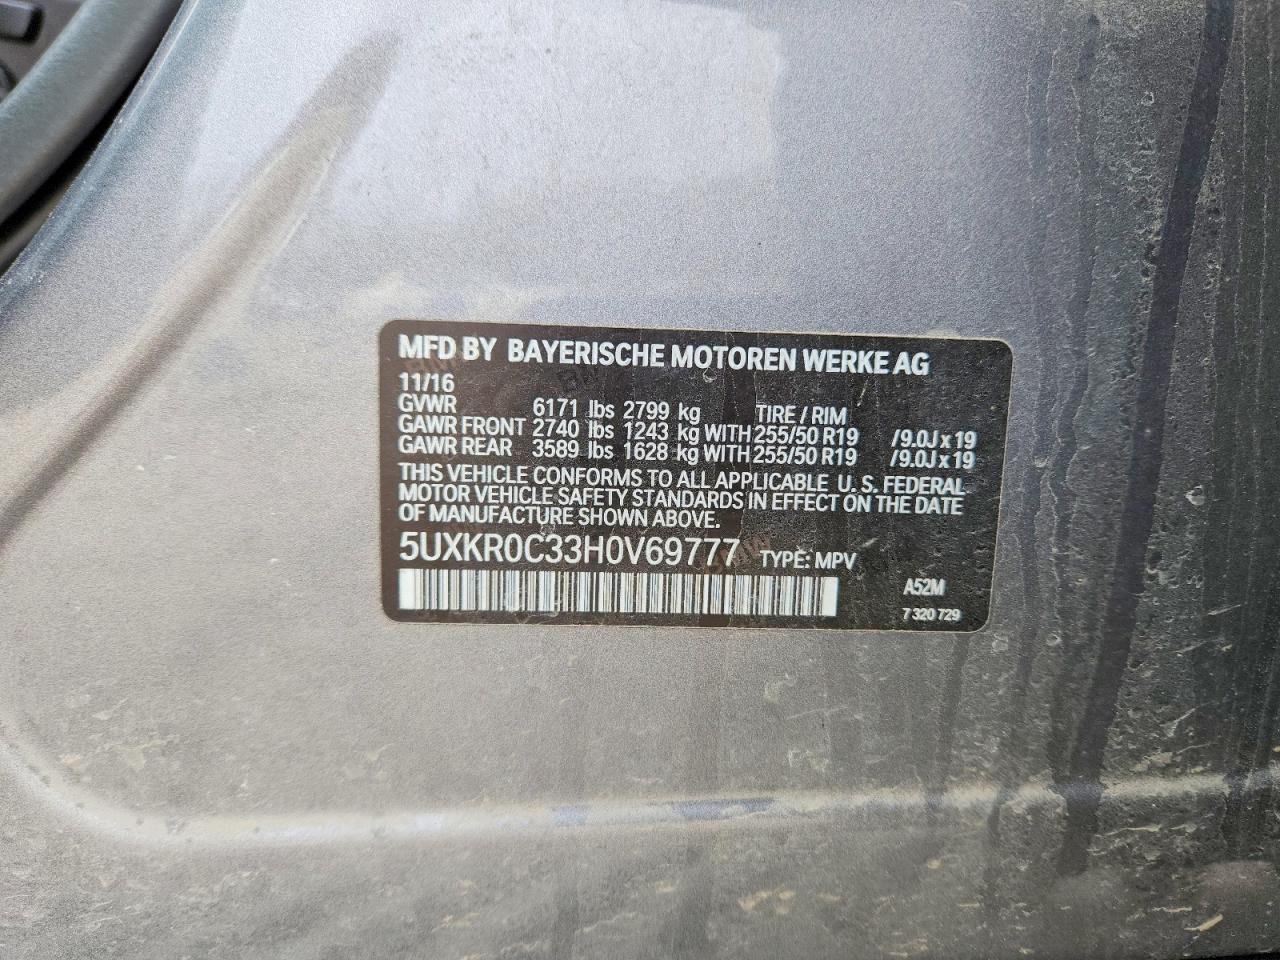 MFD BY BAYERISCHE MOTOREN WERKE AG
11/16
GVWR 6171 lbs 2799 kg TIRE / RIM
GAWR FRONT 2740 lbs 1243 kg WITH 255/50 R19 /9.0J x 19
GAWR REAR 3589 lbs 1628 kg WITH 255/50 R19 /9.0J x 19
THIS VEHICLE CONFORMS TO ALL APPLICABLE U. S. FEDERAL
MOTOR VEHICLE SAFETY STANDARDS IN EFFECT ON THE DATE
OF MANUFACTURE SHOWN ABOVE.
5UXKR0C33H0V69777 TYPE: MPV
A52M
7 320 729